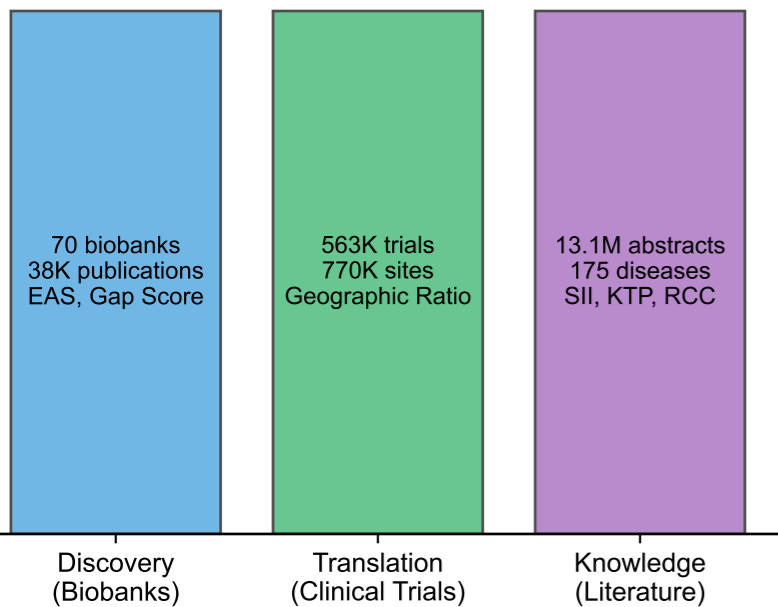 70 biobanks
38K publications
EAS, Gap Score
563K trials
770K sites
Geographic Ratio
13.1M abstracts
175 diseases
SII, KTP, RCC
Discovery
(Biobanks)
Translation
(Clinical Trials)
Knowledge
(Literature)